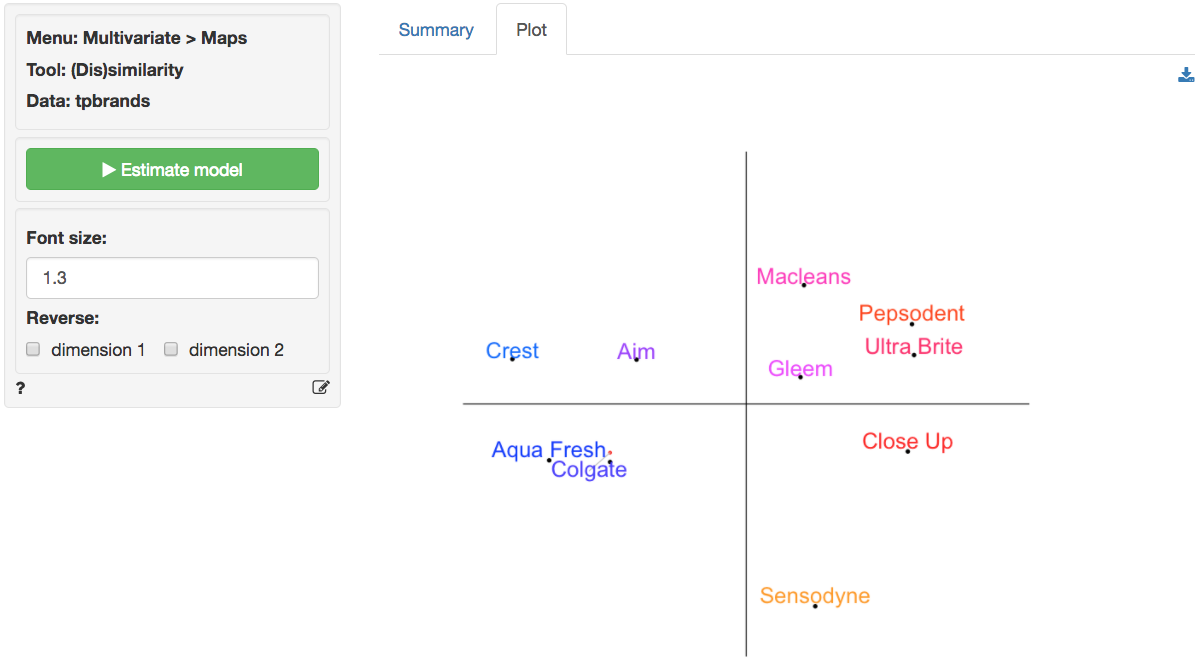 Menu: Multivariate > Maps
Tool: (Dis)similarity
Data: tpbrands
Estimate model
Font size:
1.3
Reverse:
dimension 1 dimension 2
?
Summary Plot
Macleans
Pepsodent
Ultra Brite
Crest Aim
Gleem
Close Up
Aqua Fresh
Colgate
Sensodyne